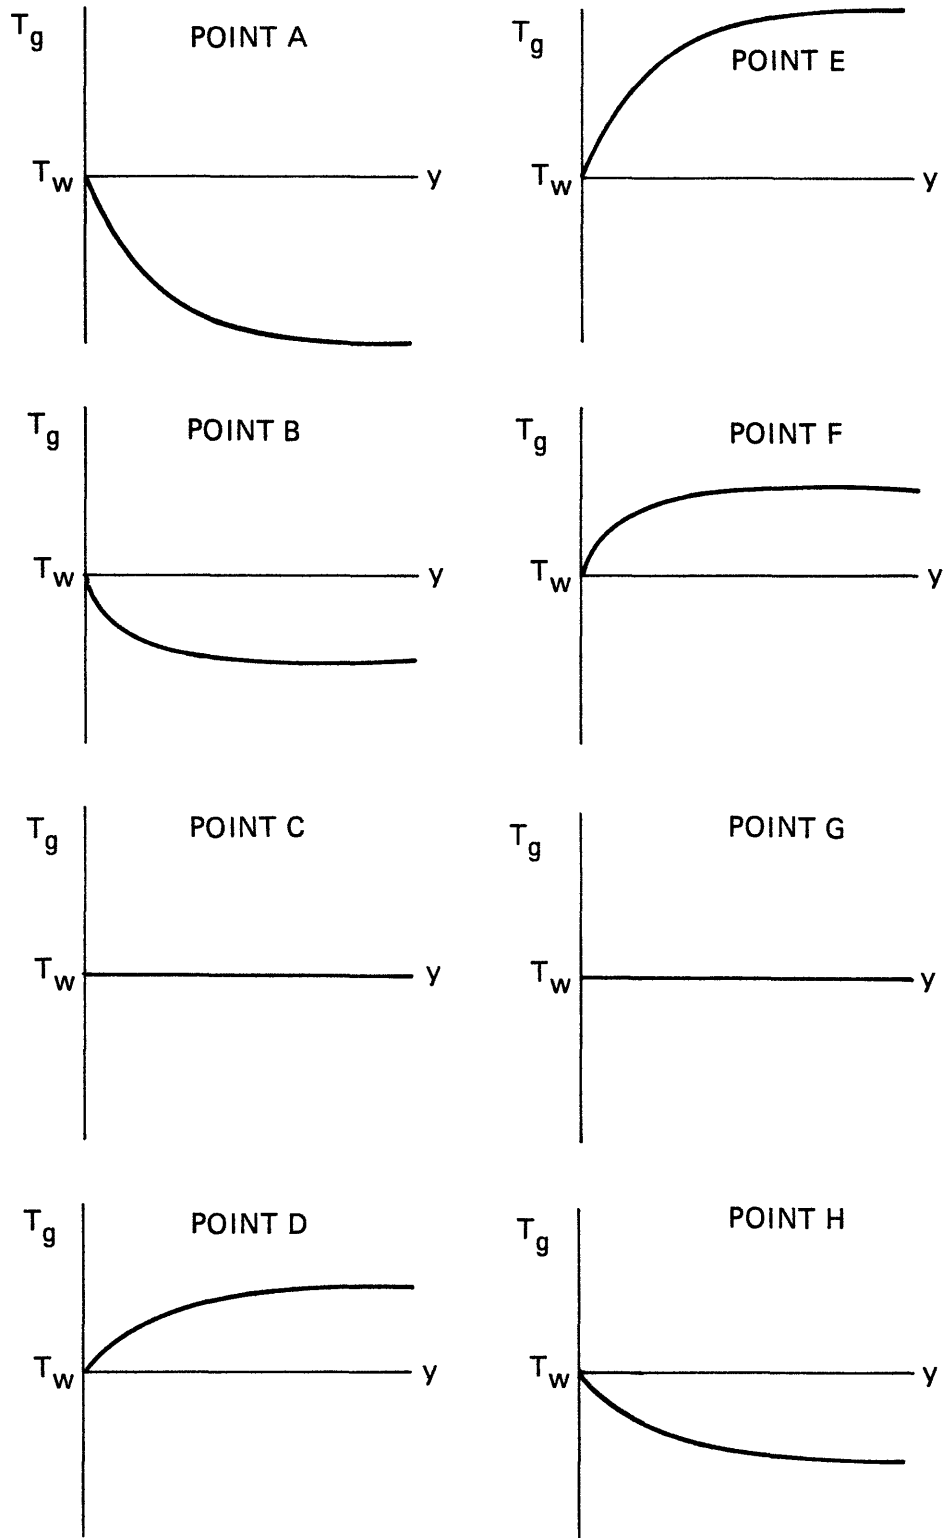 Tg
POINT A
Tw
y
Tg
POINT E
Tw
y
Tg
POINT B
Tw
y
Tg
POINT F
Tw
y
Tg
POINT C
Tw
y
Tg
POINT G
Tw
y
Tg
POINT D
Tw
y
Tg
POINT H
Tw
y